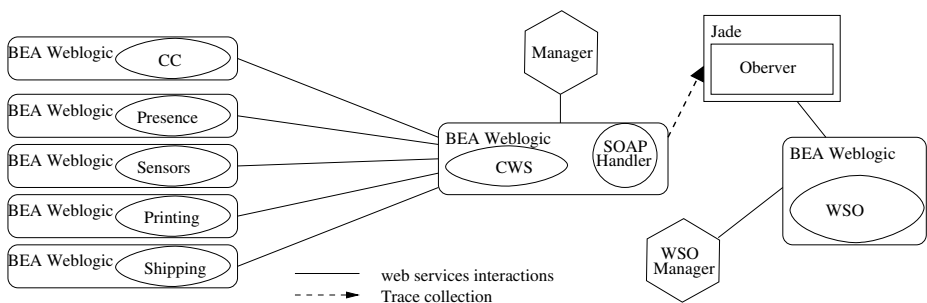 BEA Weblogic
CC
BEA Weblogic
Presence
BEA Weblogic
Sensors
BEA Weblogic
Printing
BEA Weblogic
Shipping
Manager
BEA Weblogic
CWS
SOAP
Handler
Jade
Oberver
BEA Weblogic
WSO
WSO
Manager
web services interactions
Trace collection